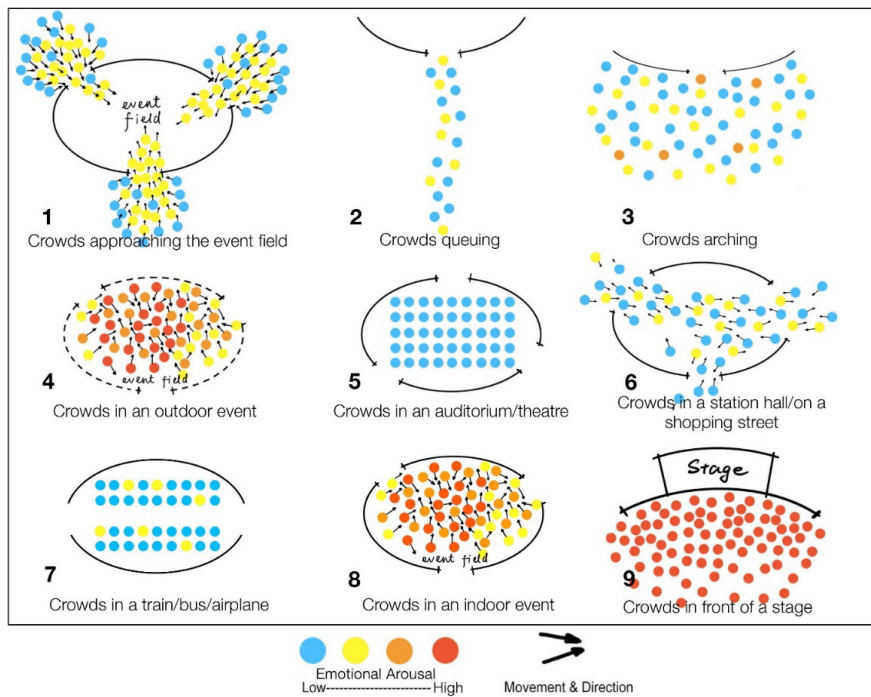 event
field
1
Crowds approaching the event field
2
Crowds queuing
3
Crowds arching
event field
4
Crowds in an outdoor event
5
Crowds in an auditorium/theatre
6
Crowds in a station hall/on a
shopping street
7
Crowds in a train/bus/airplane
event field
8
Crowds in an indoor event
Stage
9
Crowds in front of a stage
Emotional Arousal
Low--------------------------High
Movement & Direction